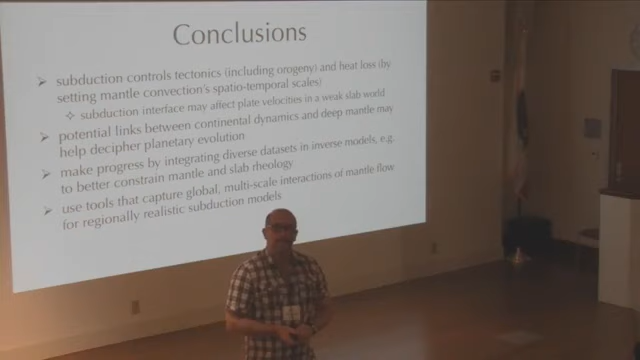 Conclusions
➢ subduction controls tectonics (including orogeny) and heat loss (by
setting mantle convection's spatio-temporal scales)
✧ subduction interface may affect plate velocities in a weak slab world
➢ potential links between continental dynamics and deep mantle may
help decipher planetary evolution
➢ make progress by integrating diverse datasets in inverse models, e.g.
to better constrain mantle and slab rheology
➢ use tools that capture global, multi-scale interactions of mantle flow
for regionally realistic subduction models